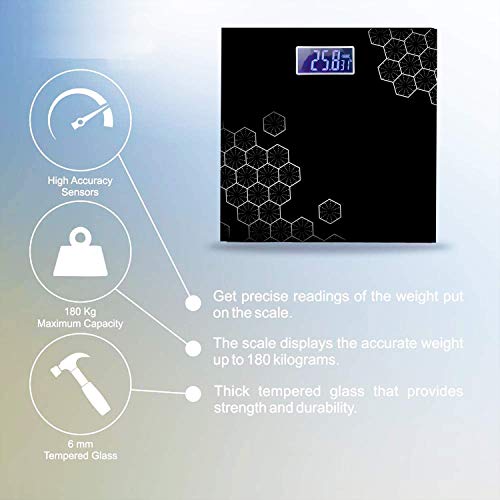 25.8
High Accuracy
Sensors
180 Kg
Maximum Capacity
6 mm
Tempered Glass
Get precise readings of the weight put
on the scale.
The scale displays the accurate weight
up to 180 kilograms.
Thick tempered glass that provides
strength and durability.